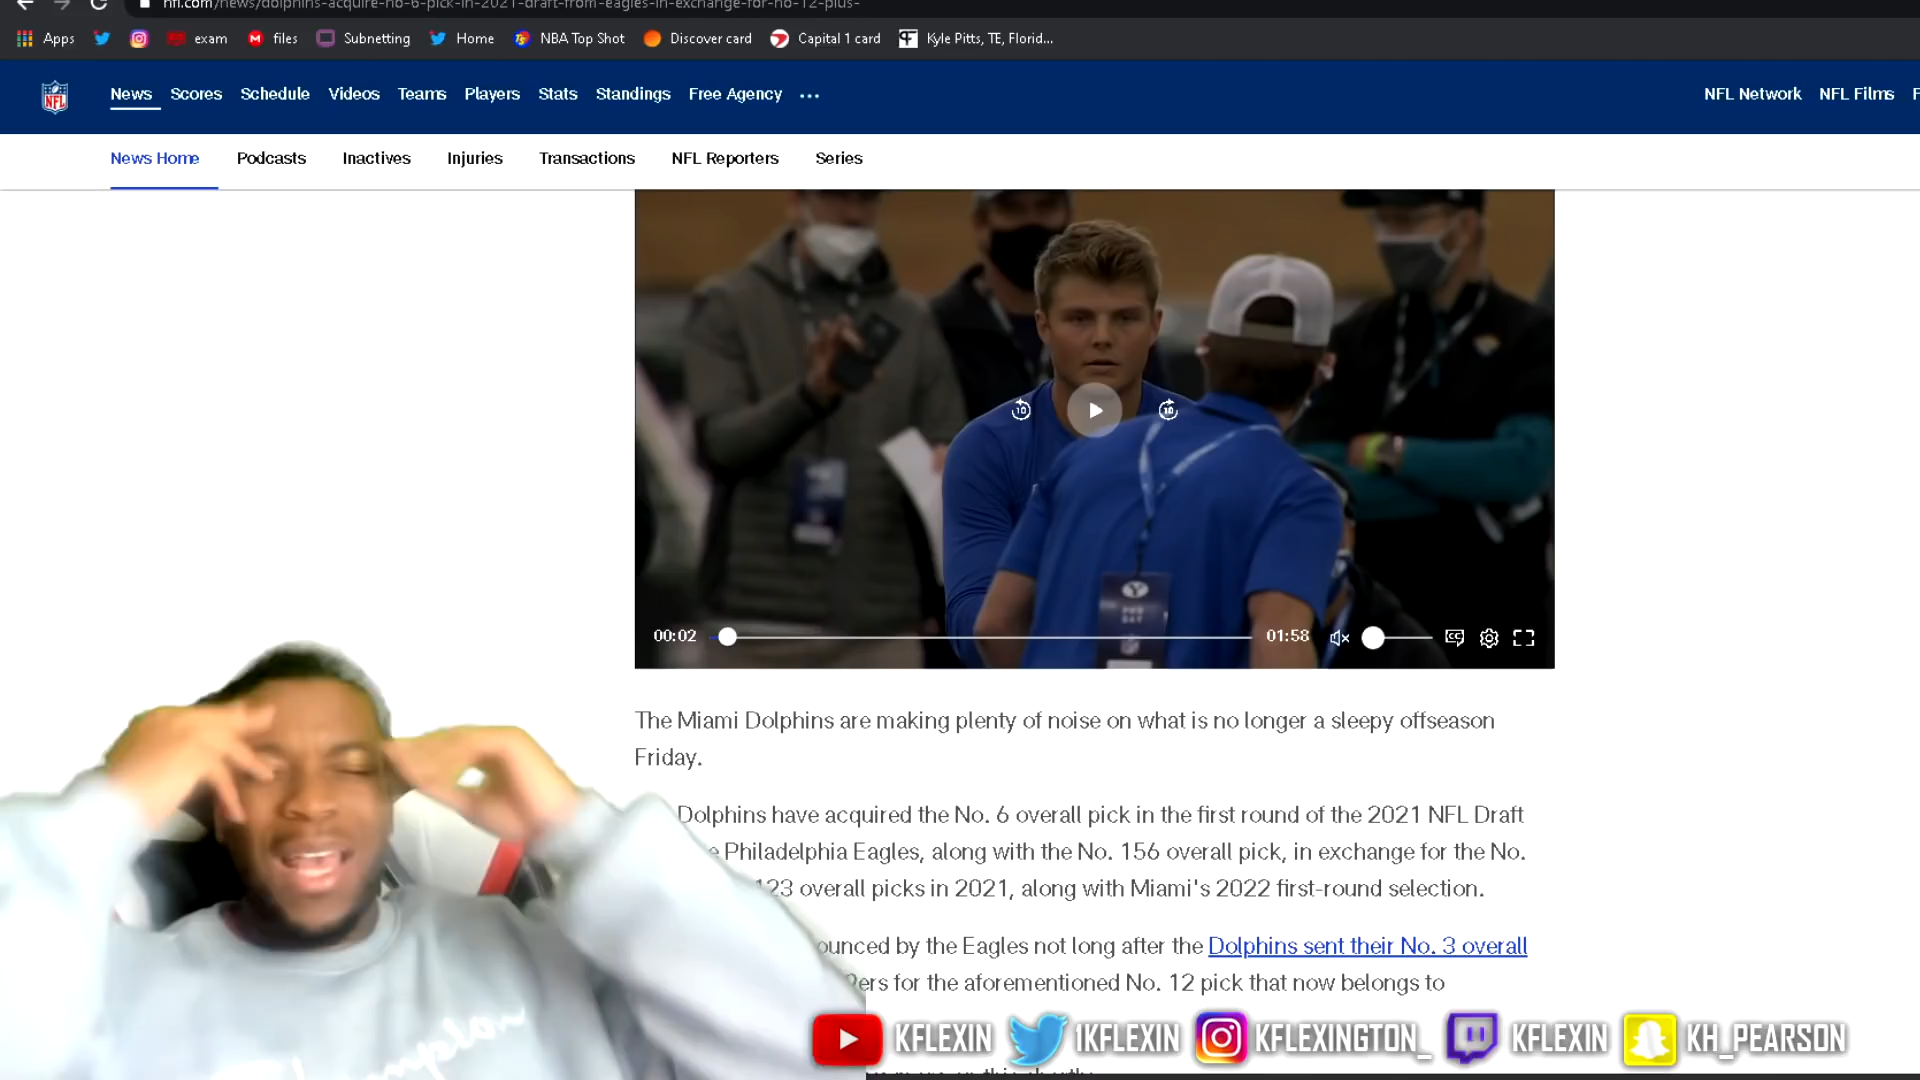 nfl.com/news/dolphins-acquire-no-6-pick-in-2021-draft-from-eagles-in-exchange-for-no-12-plus-
Apps exam files Subnetting Home NBA Top Shot Discover card Capital 1 card Kyle Pitts, TE, Florid...
NFL News Scores Schedule Videos Teams Players Stats Standings Free Agency ... NFL Network NFL Films F
News Home Podcasts Inactives Injuries Transactions NFL Reporters Series
10 10
Y
00:02 01:58 CC
The Miami Dolphins are making plenty of noise on what is no longer a sleepy offseason
Friday.
Dolphins have acquired the No. 6 overall pick in the first round of the 2021 NFL Draft
e Philadelphia Eagles, along with the No. 156 overall pick, in exchange for the No.
123 overall picks in 2021, along with Miami's 2022 first-round selection.
ounced by the Eagles not long after the Dolphins sent their No. 3 overall
9ers for the aforementioned No. 12 pick that now belongs to
KFLEXIN 1KFLEXIN KFLEXINGTON_ KFLEXIN KH_PEARSON